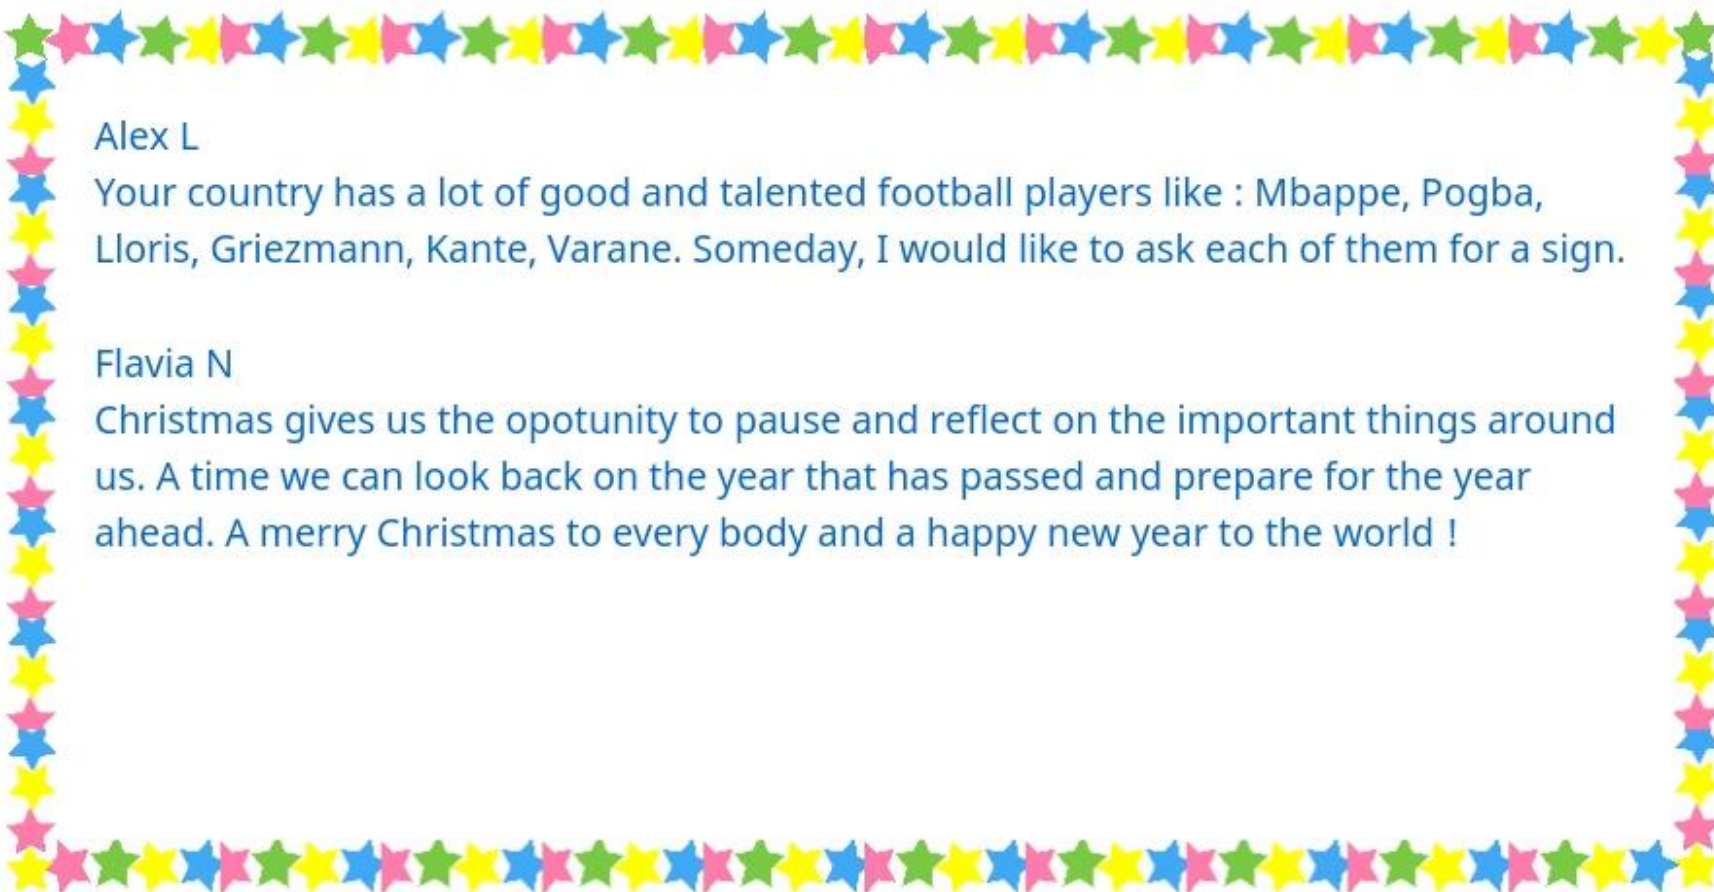 Alex L
Your country has a lot of good and talented football players like : Mbappe, Pogba,
Lloris, Griezmann, Kante, Varane. Someday, I would like to ask each of them for a sign.
Flavia N
Christmas gives us the opotunity to pause and reflect on the important things around
us. A time we can look back on the year that has passed and prepare for the year
ahead. A merry Christmas to every body and a happy new year to the world !